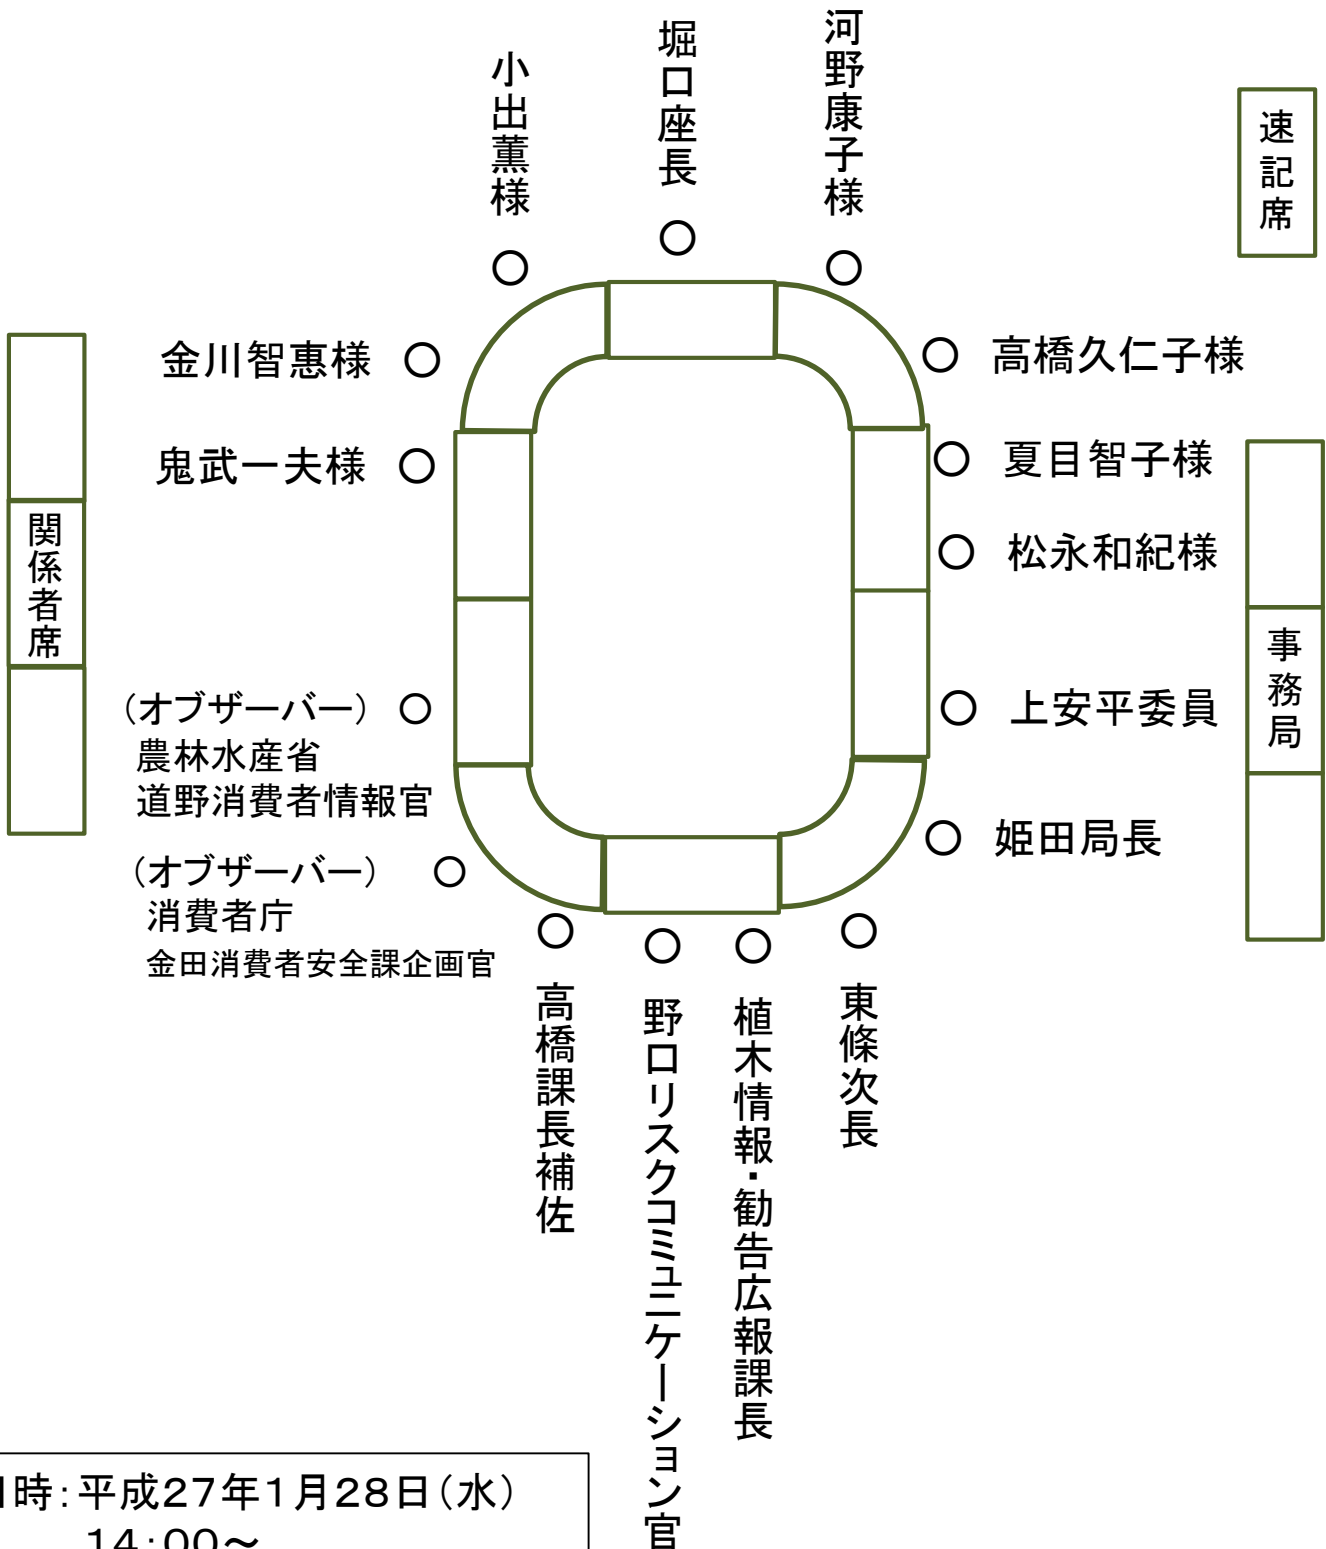 小出薫様
堀口座長
河野康子様
速記席
金川智惠様
高橋久仁子様
鬼武一夫様
夏目智子様
松永和紀様
関係者席
事務局
（オブザーバー）
農林水産省
道野消費者情報官
上安平委員
（オブザーバー）
消費者庁
金田消費者安全課企画官
姫田局長
高橋課長補佐
野口リスクコミュニケーション官
植木情報・勧告広報課長
東條次長
時：平成２７年１月２８日（水）
１４：００～